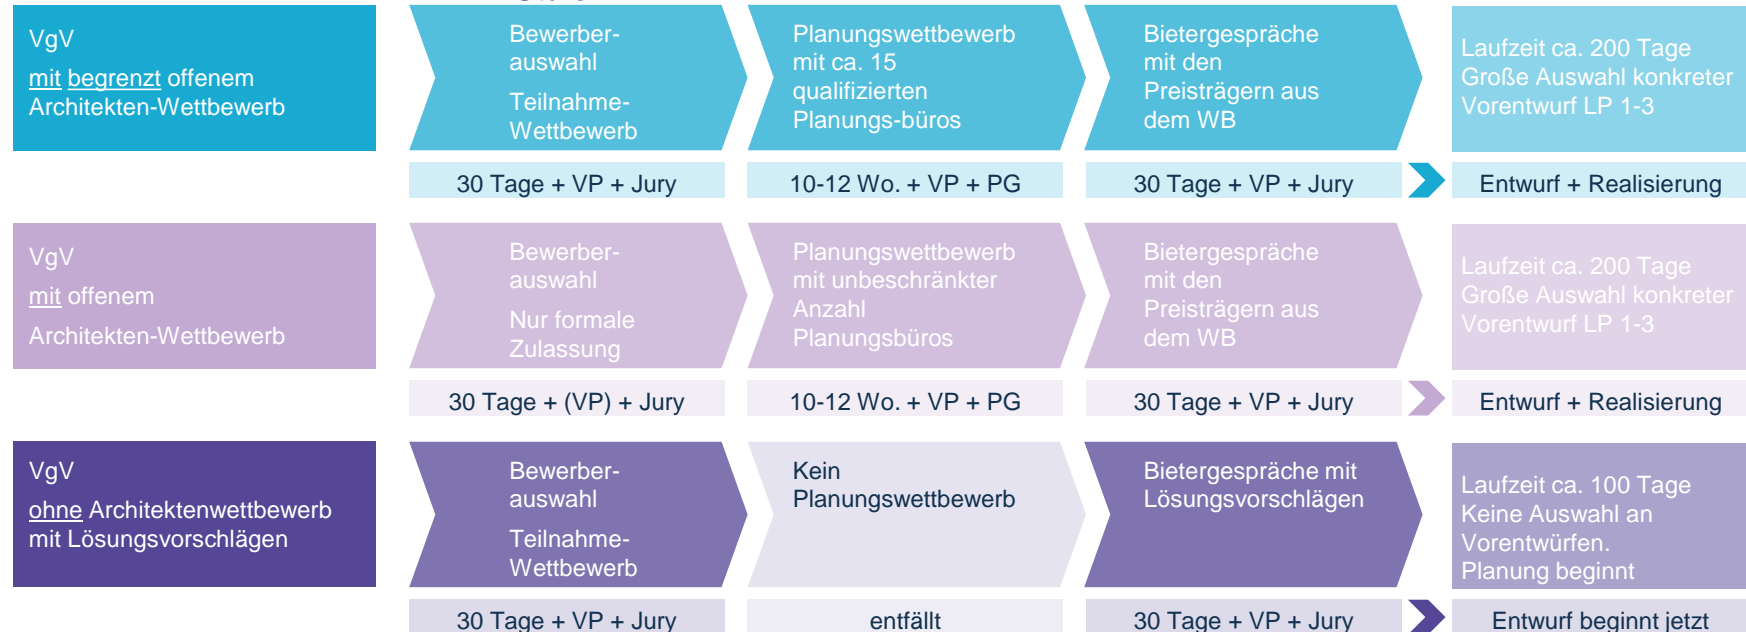 VgV
mit begrenzt offenem
Architekten-Wettbewerb
Bewerber-
auswahl
Teilnahme-
Wettbewerb
Planungswettbewerb
mit ca. 15
qualifizierten
Planungs-büros
Bietergespräche
mit den
Preisträgern aus
dem WB
Laufzeit ca. 200 Tage
Große Auswahl konkreter
Vorentwurf LP 1-3
30 Tage + VP + Jury
10-12 Wo. + VP + PG
30 Tage + VP + Jury
Entwurf + Realisierung
VgV
mit offenem
Architekten-Wettbewerb
Bewerber-
auswahl
Nur formale
Zulassung
Planungswettbewerb
mit unbeschränkter
Anzahl
Planungsbüros
Bietergespräche
mit den
Preisträgern aus
dem WB
Laufzeit ca. 200 Tage
Große Auswahl konkreter
Vorentwurf LP 1-3
30 Tage + (VP) + Jury
10-12 Wo. + VP + PG
30 Tage + VP + Jury
Entwurf + Realisierung
VgV
ohne Architektenwettbewerb
mit Lösungsvorschlägen
Bewerber-
auswahl
Teilnahme-
Wettbewerb
Kein
Planungswettbewerb
Bietergespräche mit
Lösungsvorschlägen
Laufzeit ca. 100 Tage
Keine Auswahl an
Vorentwürfen.
Planung beginnt
30 Tage + VP + Jury
entfällt
30 Tage + VP + Jury
Entwurf beginnt jetzt